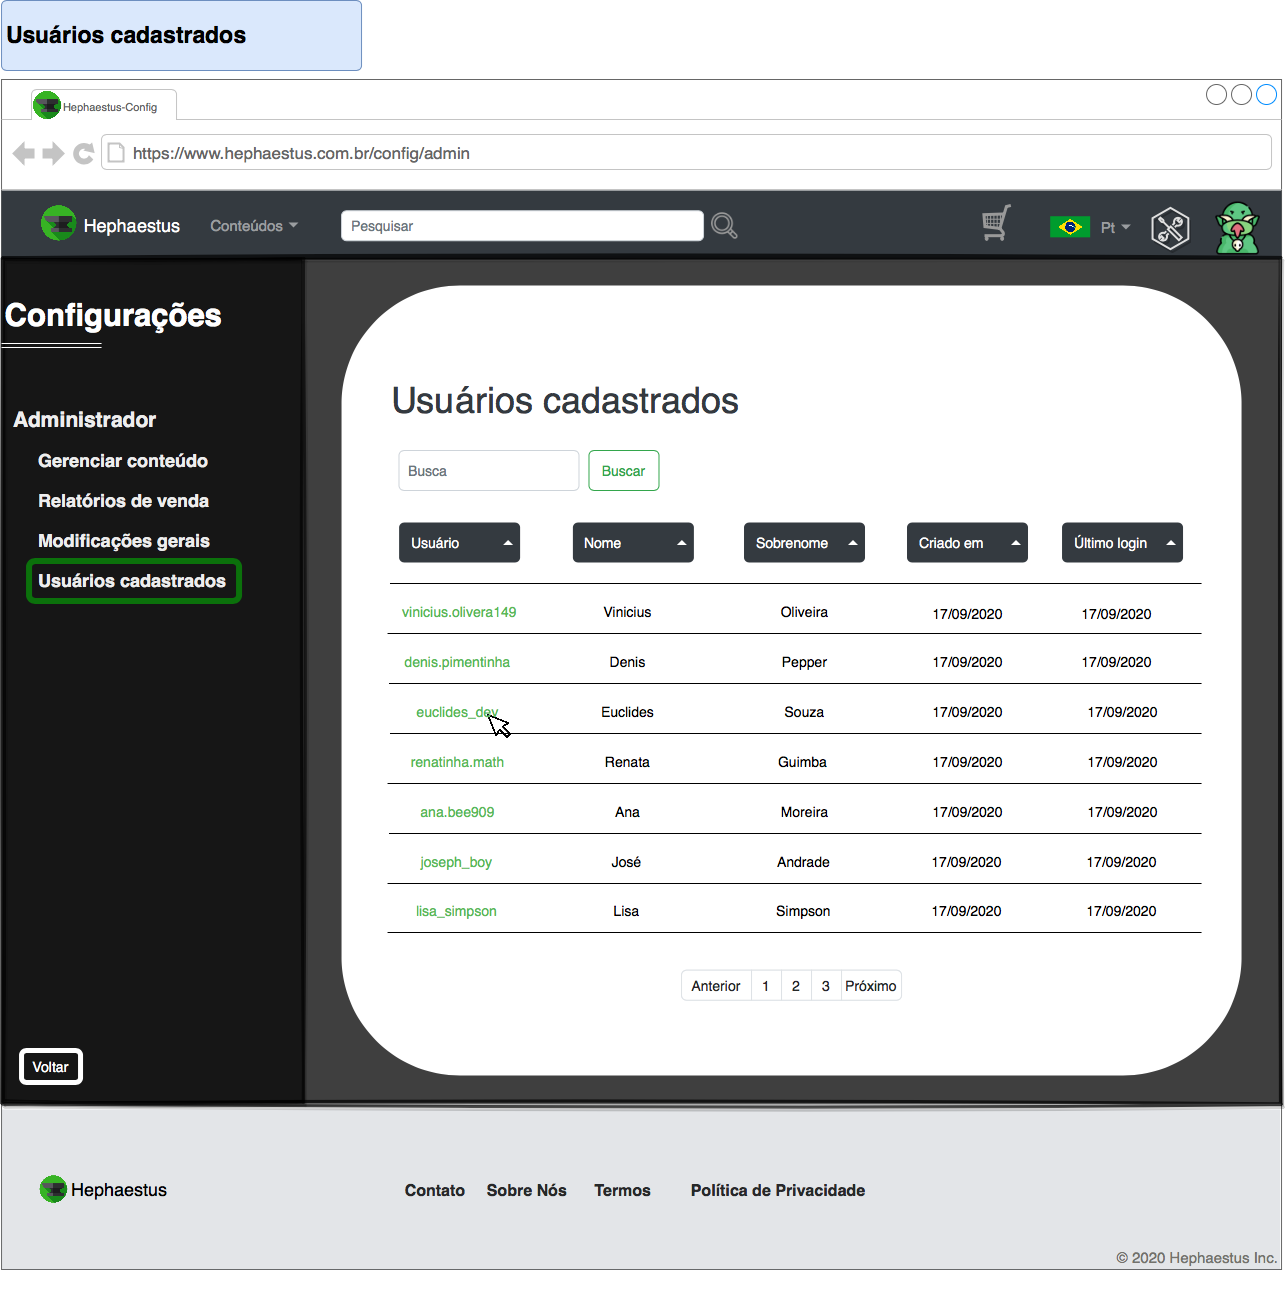 Usuários cadastrados
Hephaestus-Config
https://www.hephaestus.com.br/config/admin
Hephaestus Conteúdos Pesquisar Pt
Configurações
Administrador
Gerenciar conteúdo
Relatórios de venda
Modificações gerais
Usuários cadastrados
Voltar
Usuários cadastrados
Busca Buscar
Usuário Nome Sobrenome Criado em Último login
vinicius.olivera149 Vinicius Oliveira 17/09/2020 17/09/2020
denis.pimentinha Denis Pepper 17/09/2020 17/09/2020
euclides_dev Euclides Souza 17/09/2020 17/09/2020
renatinha.math Renata Guimba 17/09/2020 17/09/2020
ana.bee909 Ana Moreira 17/09/2020 17/09/2020
joseph_boy José Andrade 17/09/2020 17/09/2020
lisa_simpson Lisa Simpson 17/09/2020 17/09/2020
Anterior 1 2 3 Próximo
Hephaestus Contato Sobre Nós Termos Política de Privacidade
© 2020 Hephaestus Inc.